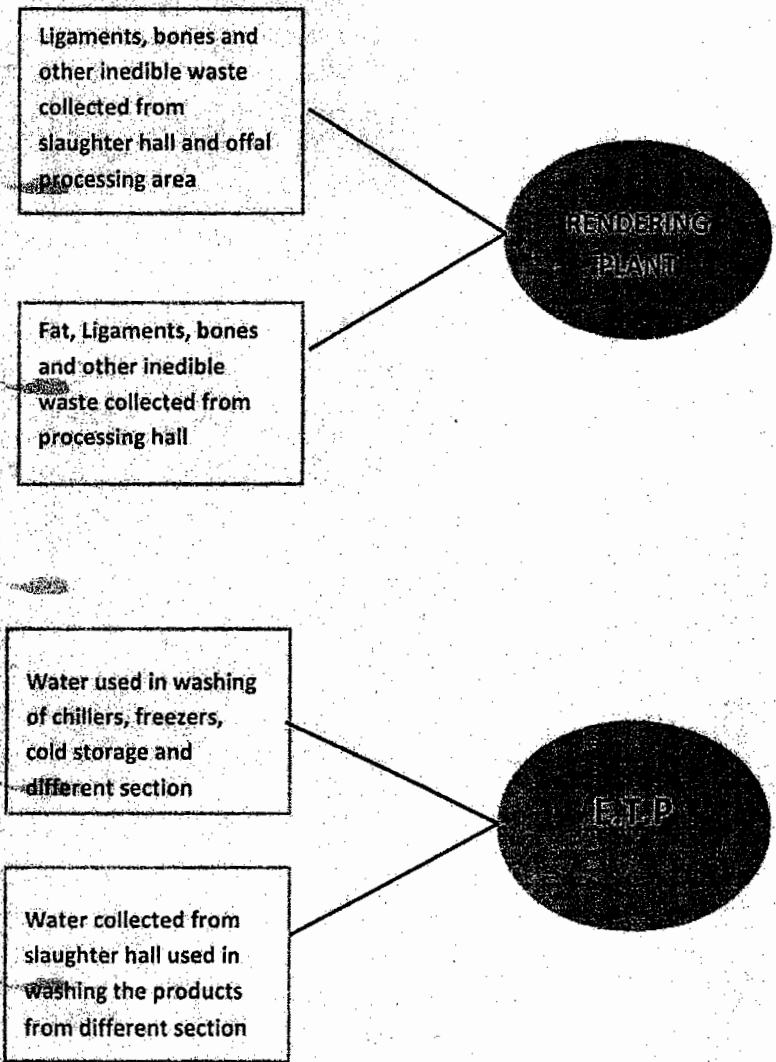 Ligaments, bones and
other inedible waste
collected from
slaughter hall and offal
processing area
RENDERING
PLANT
Fat, Ligaments, bones
and other inedible
waste collected from
processing hall
Water used in washing
of chillers, freezers,
cold storage and
different section
E.T.P
Water collected from
slaughter hall used in
washing the products
from different section